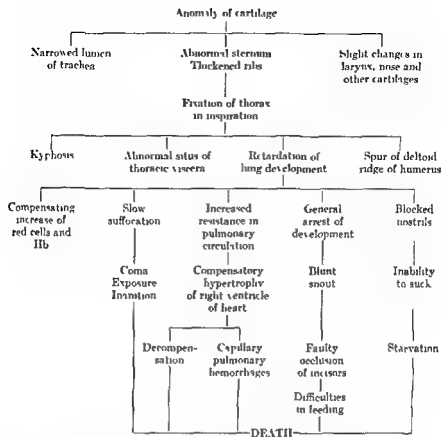 Anomaly of cartilage
Narrowed lumen
of trachea
Abnormal sternum
Thickened ribs
Slight changes in
larynx, nose and
other cartilages
Fixation of thorax
in inspiration
Kyphosis
Abnormal situs of
thoracic viscera
Retardation of
lung development
Spur of deltoid
ridge of humerus
Compensating
increase of
red cells and
Hb
Slow
suffocation
Increased
resistance in
pulmonary
circulation
General
arrest of
development
Blocked
nostrils
Coma
Exposure
Inanition
Compensatory
hypertrophy
of right ventricle
of heart
Blunt
snout
Inability
to suck
Decompen-
sation
Capillary
pulmonary
hemorrhages
Faulty
occlusion
of incisors
Starvation
Difficulties
in feeding
DEATH